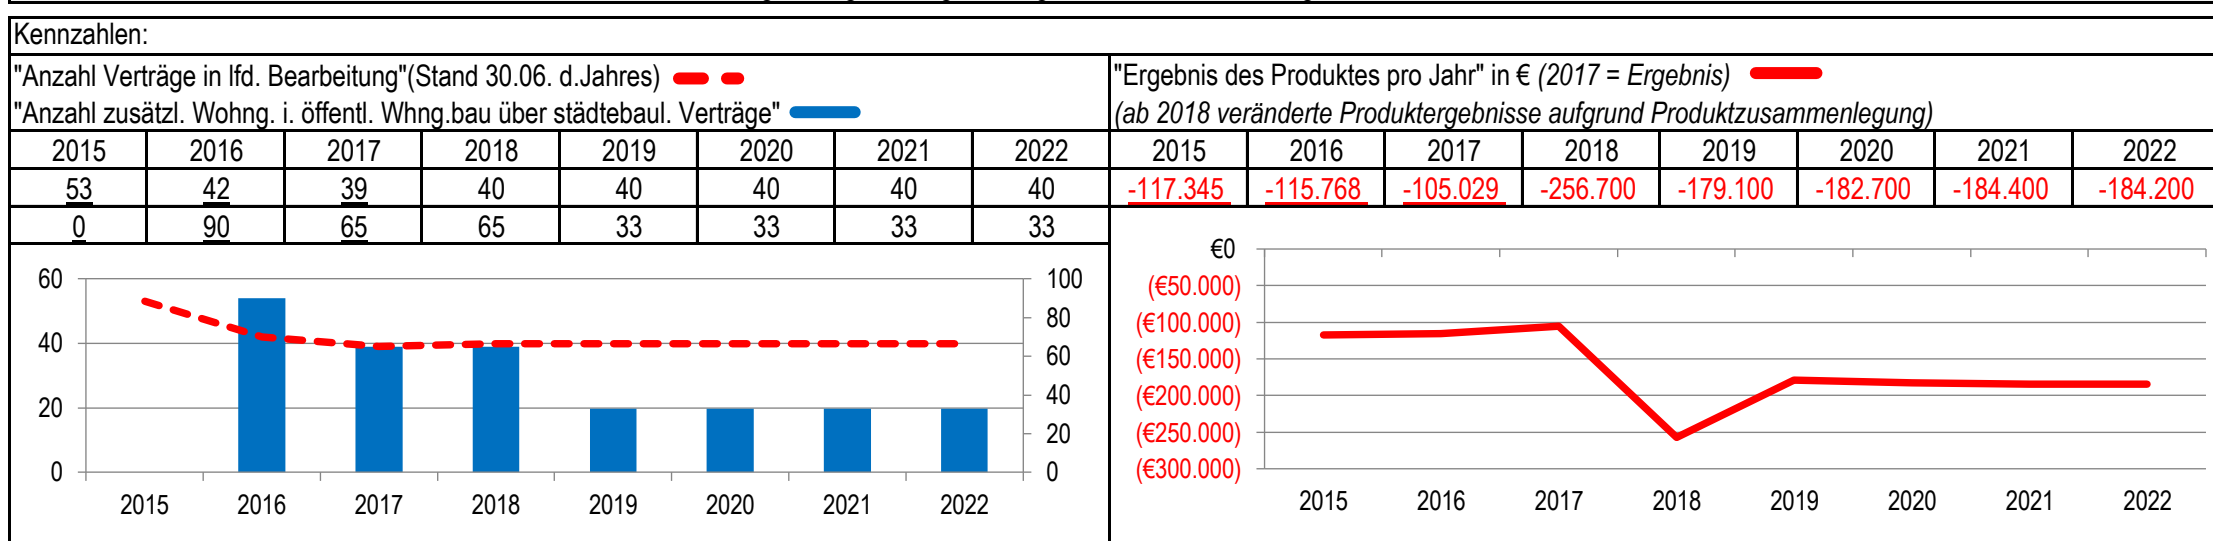 Kennzahlen:
"Anzahl Verträge in lfd. Bearbeitung"(Stand 30.06. d.Jahres)
"Anzahl zusätzl. Wohng. i. öffentl. Whng.bau über städtebaul. Verträge"
2015 2016 2017 2018 2019 2020 2021 2022
53 42 39 40 40 40 40 40
0 90 65 65 33 33 33 33
60 100
80
40 60
20 40
20
0 0
2015 2016 2017 2018 2019 2020 2021 2022
"Ergebnis des Produktes pro Jahr" in € (2017 = Ergebnis)
(ab 2018 veränderte Produktergebnisse aufgrund Produktzusammenlegung)
2015 2016 2017 2018 2019 2020 2021 2022
-117.345 -115.768 -105.029 -256.700 -179.100 -182.700 -184.400 -184.200
€0
(€50.000)
(€100.000)
(€150.000)
(€200.000)
(€250.000)
(€300.000)
2015 2016 2017 2018 2019 2020 2021 2022